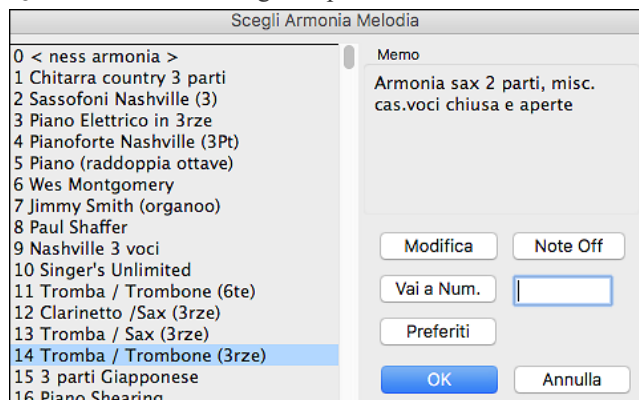 Scegli Armonia Melodia
0 < ness armonia >
1 Chitarra country 3 parti
2 Sassofoni Nashville (3)
3 Piano Elettrico in 3rze
4 Pianoforte Nashville (3Pt)
5 Piano (raddoppia ottave)
6 Wes Montgomery
7 Jimmy Smith (organoo)
8 Paul Shaffer
9 Nashville 3 voci
10 Singer's Unlimited
11 Tromba / Trombone (6te)
12 Clarinetto /Sax (3rze)
13 Tromba / Sax (3rze)
14 Tromba / Trombone (3rze)
15 3 parti Giapponese
16 Piano Shearing
Memo
Armonia sax 2 parti, misc.
cas.voci chiusa e aperte
Modifica
Note Off
Vai a Num.
Preferiti
OK
Annulla